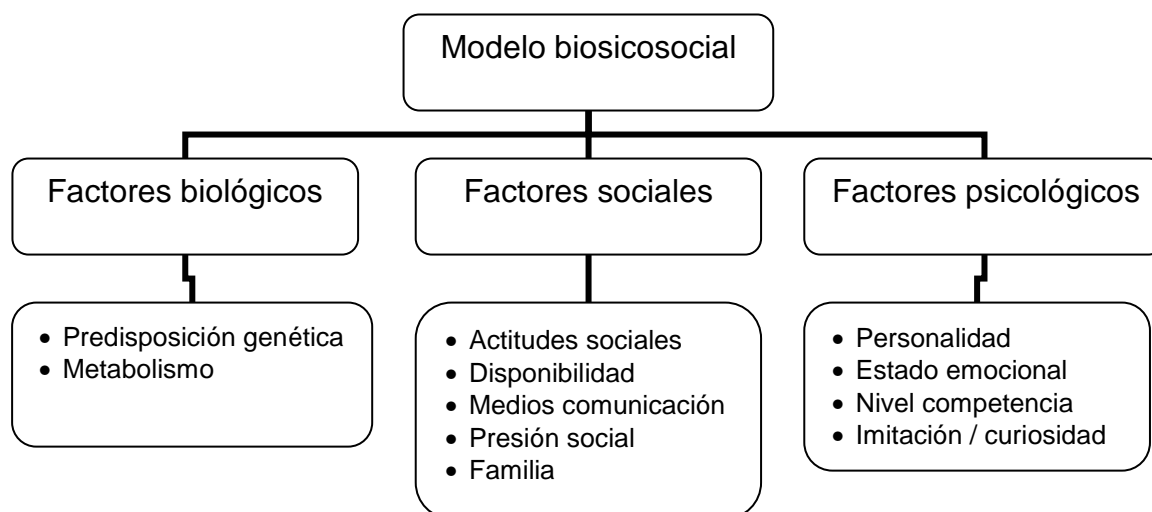 Modelo biosicosocial
Factores biológicos
Factores sociales
Factores psicológicos
• Predisposición genética
• Metabolismo
• Actitudes sociales
• Disponibilidad
• Medios comunicación
• Presión social
• Familia
• Personalidad
• Estado emocional
• Nivel competencia
• Imitación / curiosidad